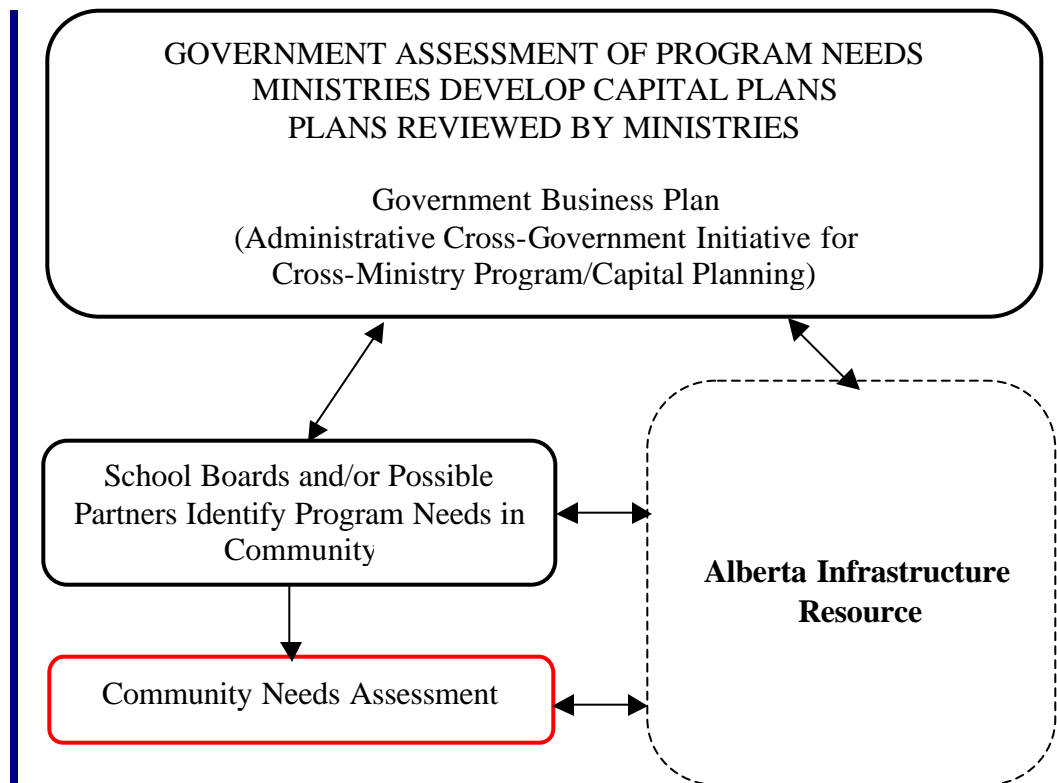 GOVERNMENT ASSESSMENT OF PROGRAM NEEDS
MINISTRIES DEVELOP CAPITAL PLANS
PLANS REVIEWED BY MINISTRIES
Government Business Plan
(Administrative Cross-Government Initiative for
Cross-Ministry Program/Capital Planning)
School Boards and/or Possible
Partners Identify Program Needs in
Community
Alberta Infrastructure
Resource
Community Needs Assessment